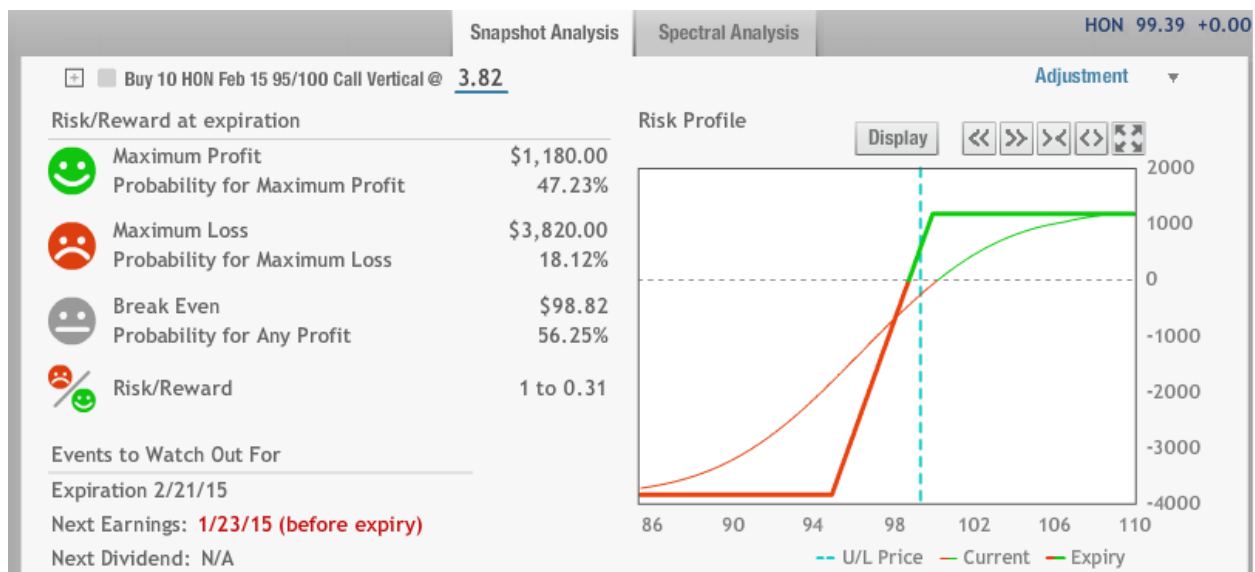 HON 99.39 +0.00
Snapshot Analysis Spectral Analysis
Buy 10 HON Feb 15 95/100 Call Vertical @ 3.82
Adjustment
Risk/Reward at expiration
Maximum Profit $1,180.00
Probability for Maximum Profit 47.23%
Maximum Loss $3,820.00
Probability for Maximum Loss 18.12%
Break Even $98.82
Probability for Any Profit 56.25%
Risk/Reward 1 to 0.31
Events to Watch Out For
Expiration 2/21/15
Next Earnings: 1/23/15 (before expiry)
Next Dividend: N/A
Risk Profile
Display
2000
1000
0
-1000
-2000
-3000
-4000
86 90 94 98 102 106 110
U/L Price Current Expiry